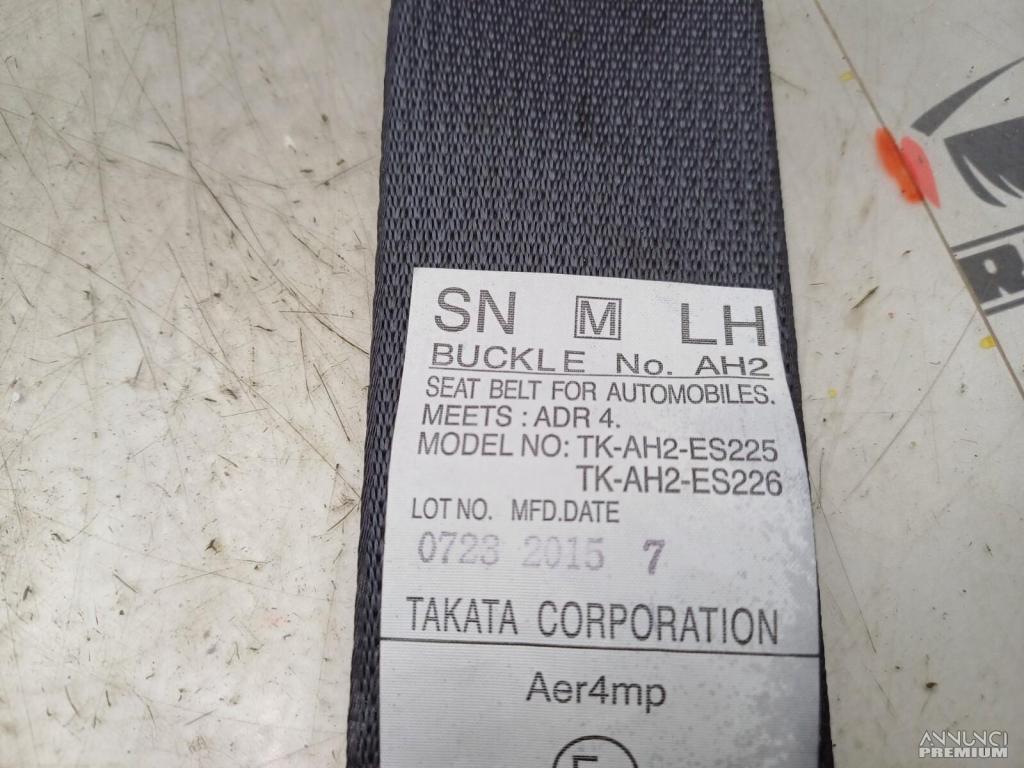 SN M LH
BUCKLE No. AH2
SEAT BELT FOR AUTOMOBILES.
MEETS : ADR 4.
MODEL NO: TK-AH2-ES225
TK-AH2-ES226
LOT NO. MFD.DATE
0723 2015 7
TAKATA CORPORATION
Aer4mp
ANNUNCI
PREMIUM